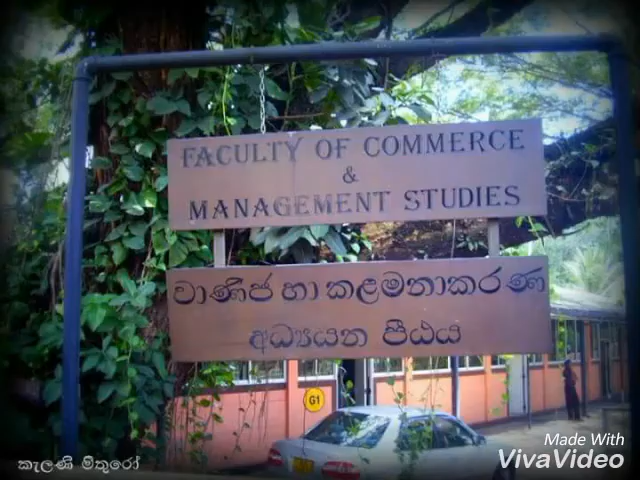 FACULTY OF COMMERCE
&
MANAGEMENT STUDIES
වාණිජ හා කළමනාකරණ
අධ්‍යයන පීඨය
G1
කැලණි මිතුරෝ
Made With
VivaVideo